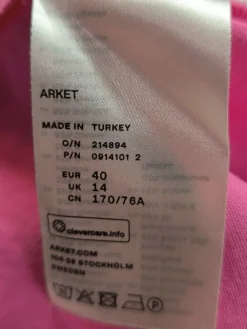 ARKET
MADE IN TURKEY
O/N 214894
P/N 0914101 2
EUR 40
UK 14
CN 170/76A
clevercare.info
ARKET.COM
STOCKHOLM
SWEDEN
P